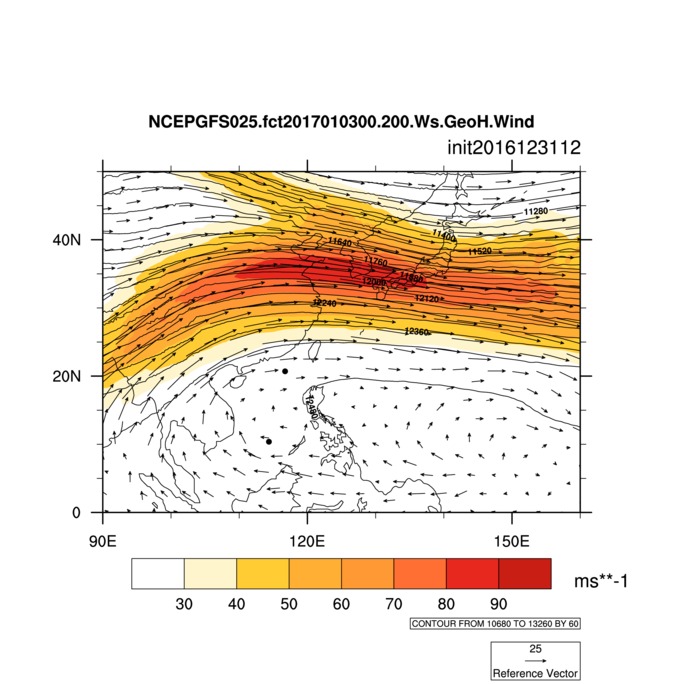 NCEPGFS025.fct2017010300.200.Ws.GeoH.Wind
init2016123112
11280
40N
11400
11640
11520
11760
11880
12000
12120
12240
12360
20N
12480
0
90E 120E 150E
30 40 50 60 70 80 90
ms**-1
CONTOUR FROM 10680 TO 13260 BY 60
25
Reference Vector